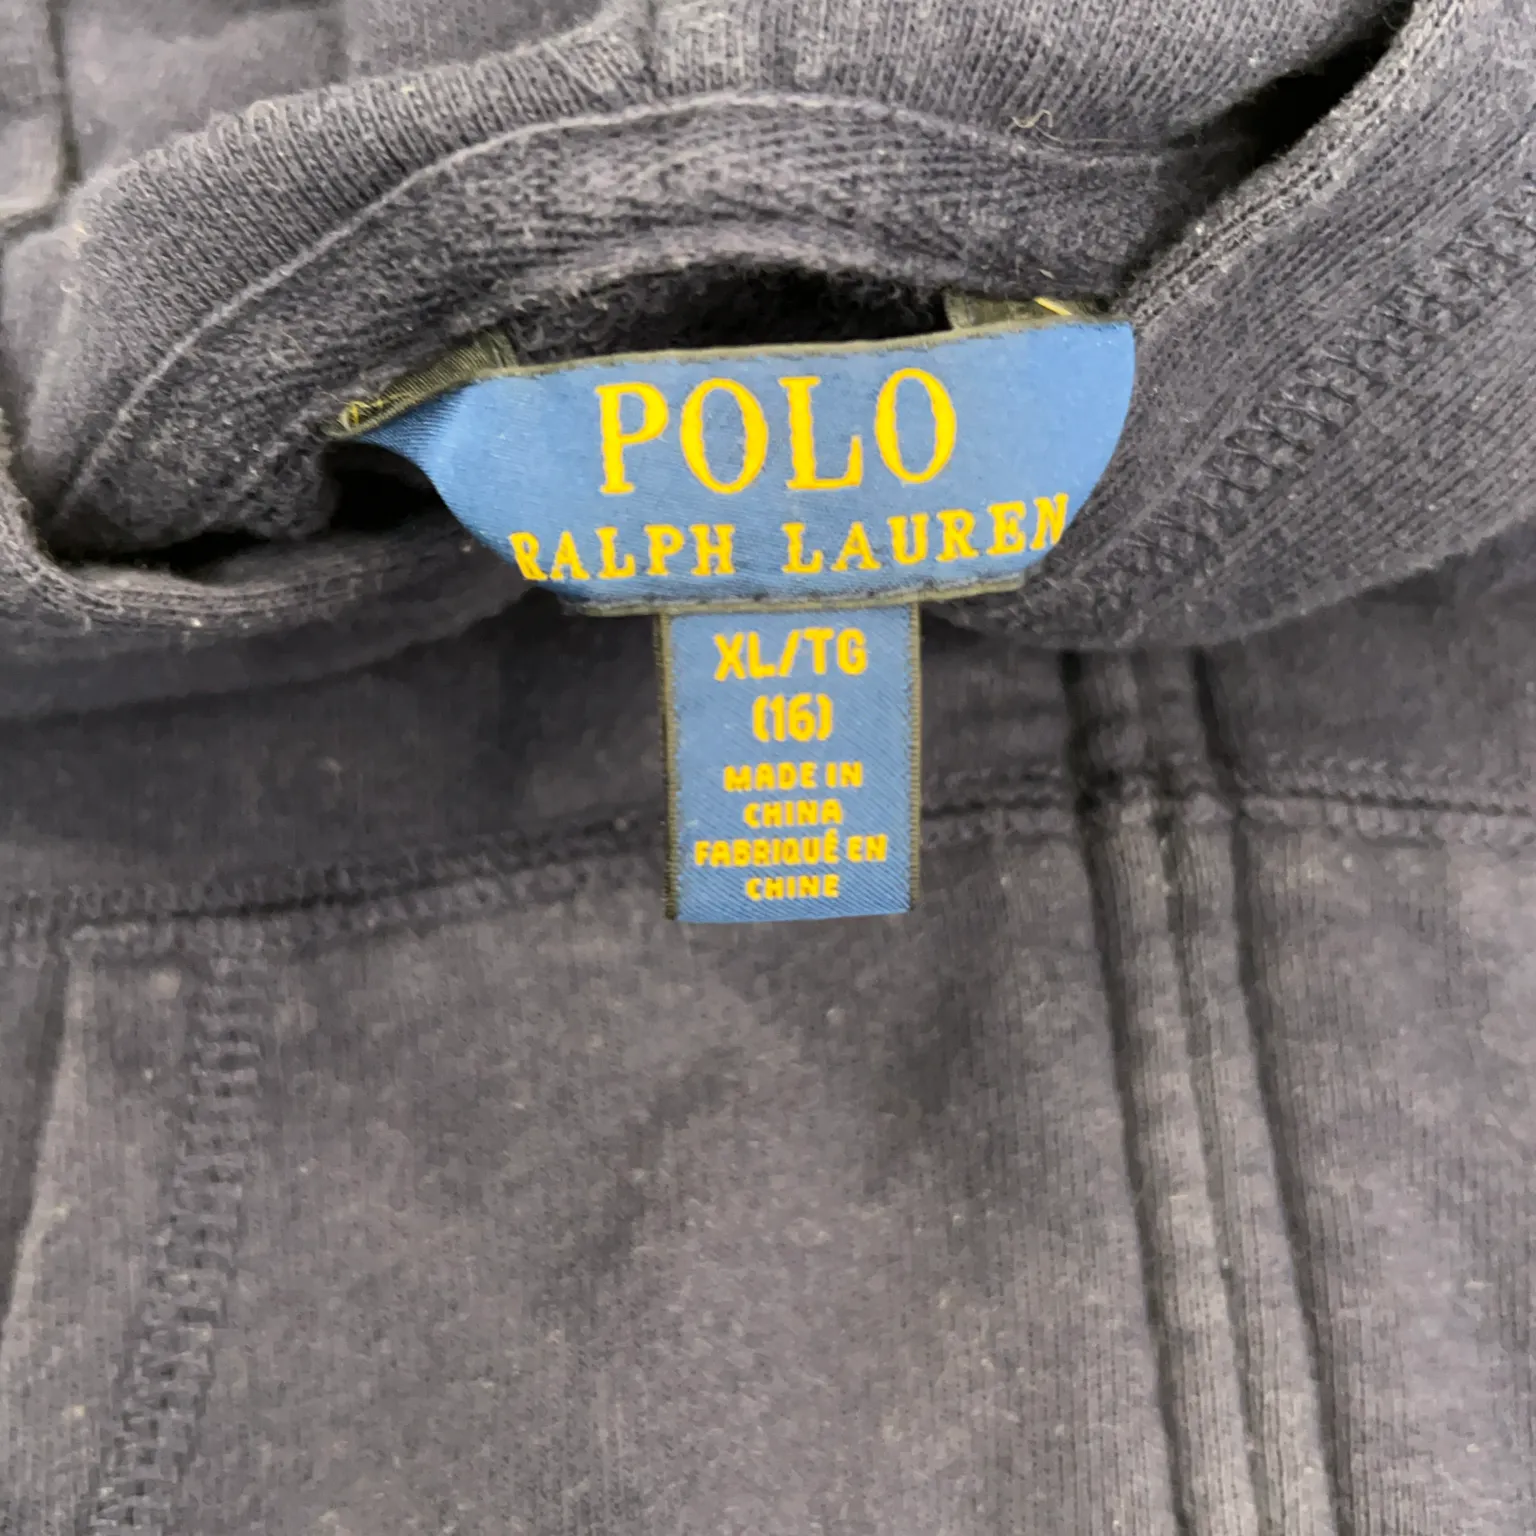 POLO
RALPH LAUREN
XL/TG
(16)
MADE IN
CHINA
FABRIQUÉ EN
CHINE